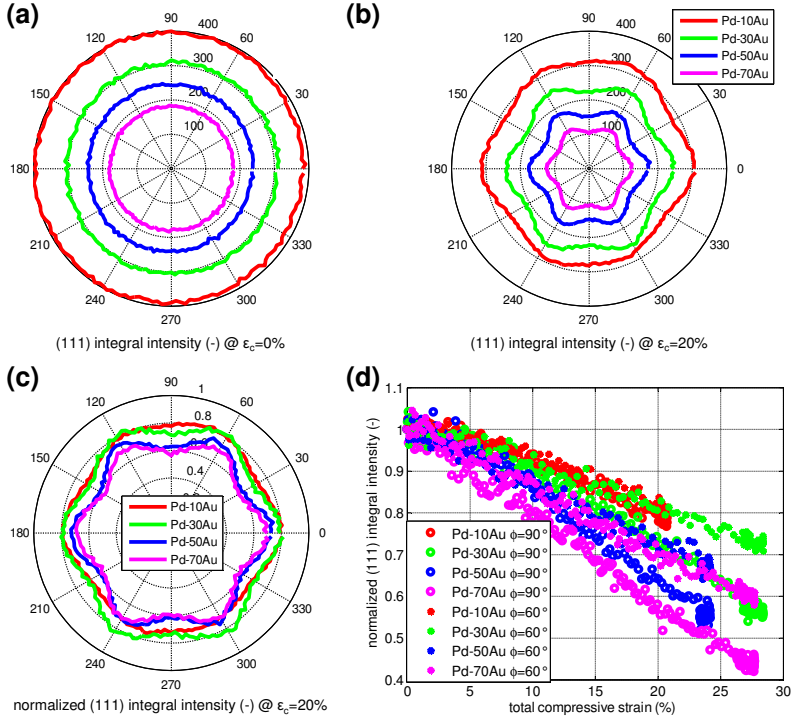 (a)
90
120
60
150
30
180
210
330
240
300
270
400
300
200
100
(111) integral intensity (-) @ εc=0%
(b)
90
120
60
150
30
180
0
210
330
240
300
270
400
300
200
100
Pd-10Au
Pd-30Au
Pd-50Au
Pd-70Au
(111) integral intensity (-) @ εc=20%
(c)
90
120
60
150
30
180
0
210
330
240
300
270
1
0.8
0.4
Pd-10Au
Pd-30Au
Pd-50Au
Pd-70Au
normalized (111) integral intensity (-) @ εc=20%
(d)
1.1
1
0.9
0.8
0.7
0.6
0.5
0.4
normalized (111) integral intensity (-)
0
5
10
15
20
25
30
total compressive strain (%)
Pd-10Au ϕ=90°
Pd-30Au ϕ=90°
Pd-50Au ϕ=90°
Pd-70Au ϕ=90°
Pd-10Au ϕ=60°
Pd-30Au ϕ=60°
Pd-50Au ϕ=60°
Pd-70Au ϕ=60°